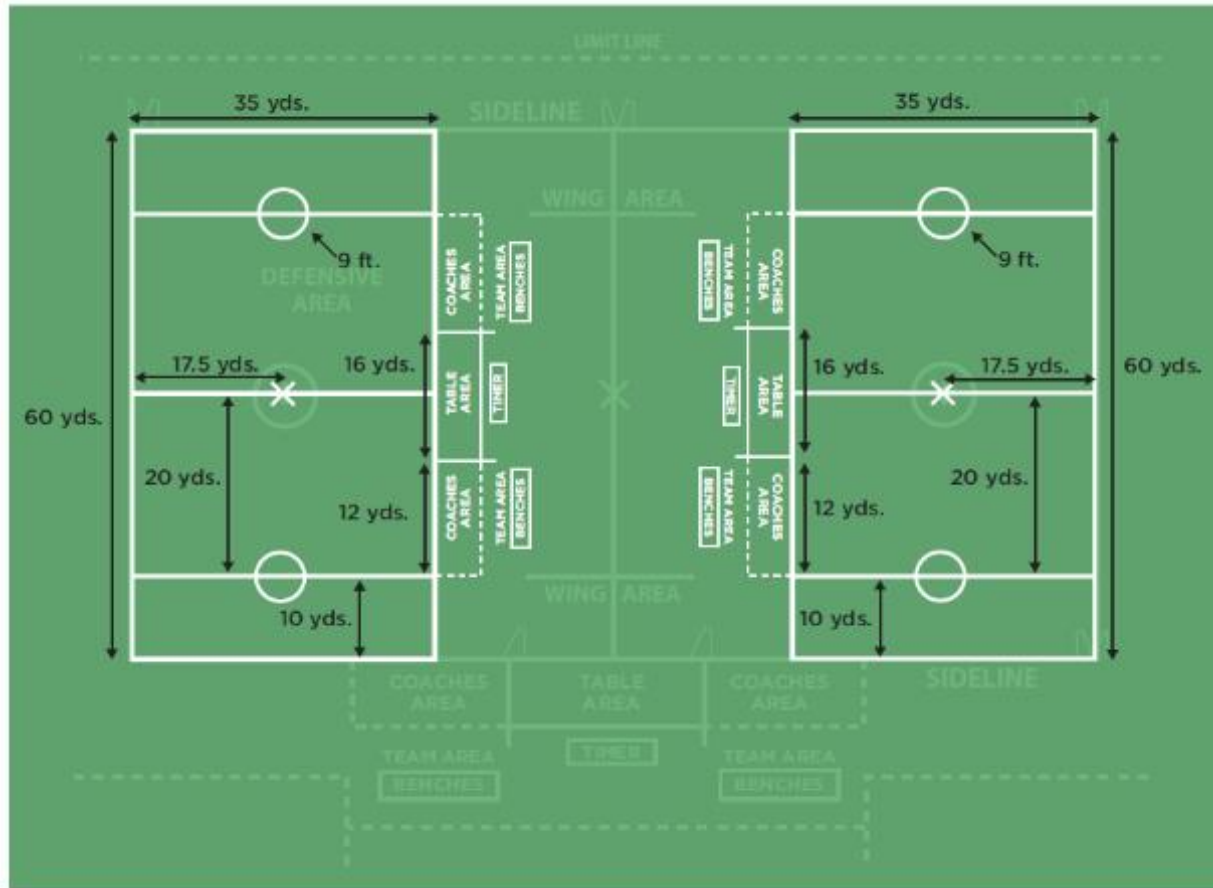 LIMIT LINE
35 yds.
SIDELINE
35 yds.
WING AREA
9 ft.
9 ft.
DEFENSIVE
AREA
COACHES
AREA
TEAM AREA
BENCHES
BENCHES
TEAM AREA
COACHES
AREA
17.5 yds.
16 yds.
TABLE
AREA
TIMER
TIMER
TABLE
AREA
16 yds.
17.5 yds.
60 yds.
60 yds.
20 yds.
12 yds.
COACHES
AREA
TEAM AREA
BENCHES
BENCHES
TEAM AREA
COACHES
AREA
12 yds.
20 yds.
WING AREA
10 yds.
10 yds.
COACHES
AREA
TABLE
AREA
COACHES
AREA
SIDELINE
TEAM AREA
BENCHES
TIMER
TEAM AREA
BENCHES